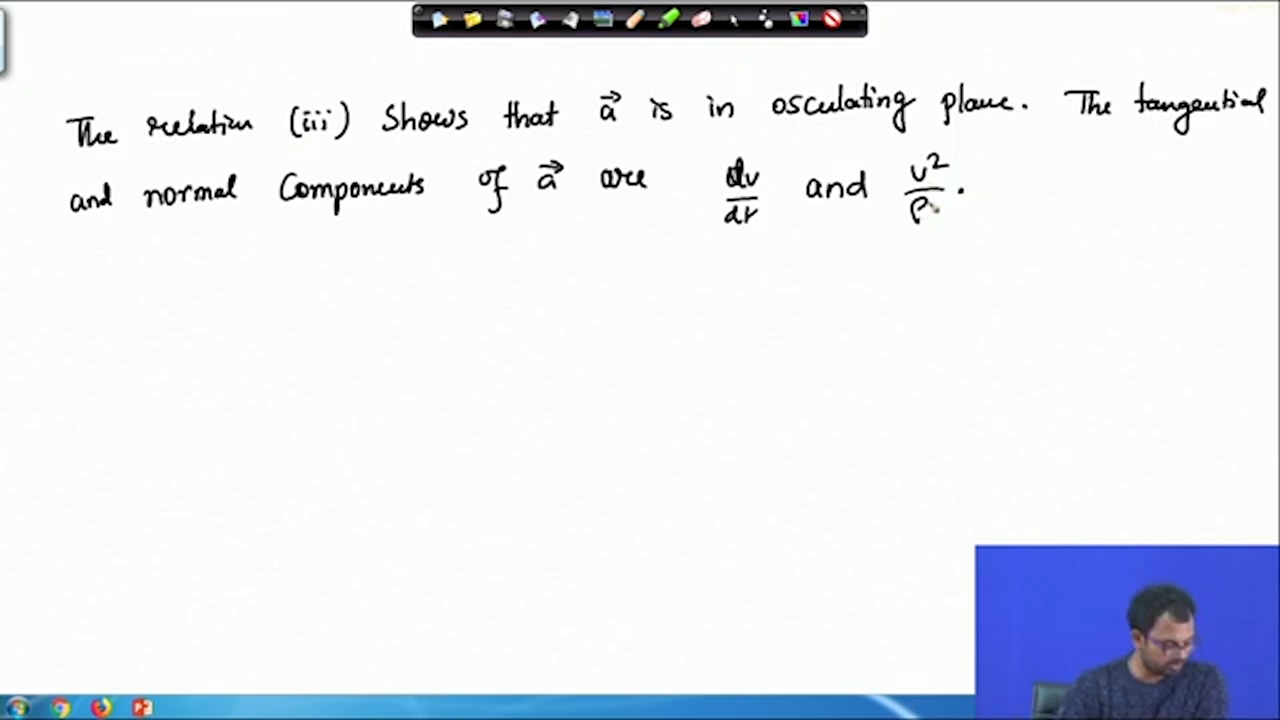 The relation (iii) shows that a⃗ is in osculating plane. The tangential
and normal components of a⃗ are dv/dt and v²/ρ.